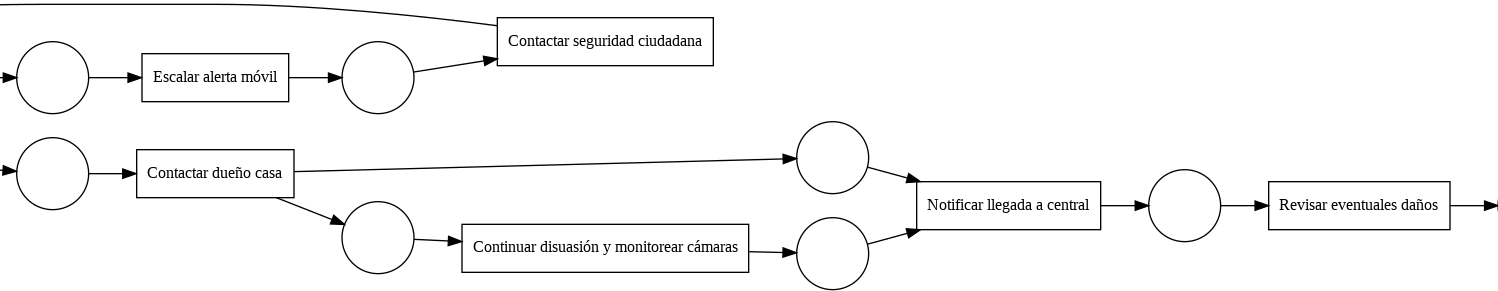 Contactar seguridad ciudadana
Escalar alerta móvil
Contactar dueño casa
Notificar llegada a central
Revisar eventuales daños
Continuar disuasión y monitorear cámaras